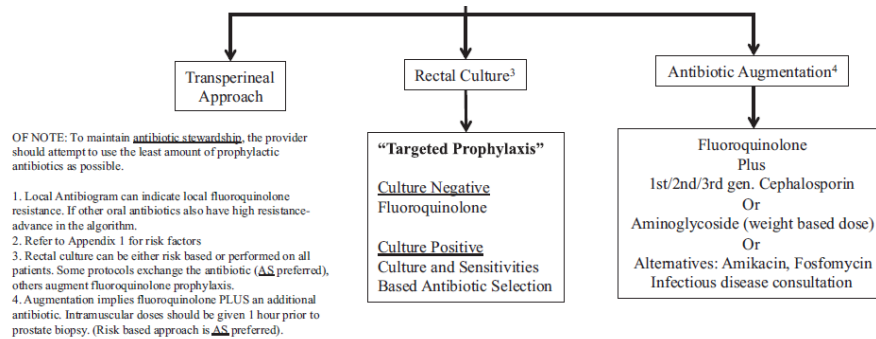 Transperineal
Approach
Rectal Culture3
Antibiotic Augmentation4
OF NOTE: To maintain antibiotic stewardship, the provider
should attempt to use the least amount of prophylactic
antibiotics as possible.
1. Local Antibiogram can indicate local fluoroquinolone
resistance. If other oral antibiotics also have high resistance-
advance in the algorithm.
2. Refer to Appendix 1 for risk factors
3. Rectal culture can be either risk based or performed on all
patients. Some protocols exchange the antibiotic (AS preferred),
others augment fluoroquinolone prophylaxis.
4. Augmentation implies fluoroquinolone PLUS an additional
antibiotic. Intramuscular doses should be given 1 hour prior to
prostate biopsy. (Risk based approach is AS preferred).
“Targeted Prophylaxis”
Culture Negative
Fluoroquinolone
Culture Positive
Culture and Sensitivities
Based Antibiotic Selection
Fluoroquinolone
Plus
1st/2nd/3rd gen. Cephalosporin
Or
Aminoglycoside (weight based dose)
Or
Alternatives: Amikacin, Fosfomycin
Infectious disease consultation